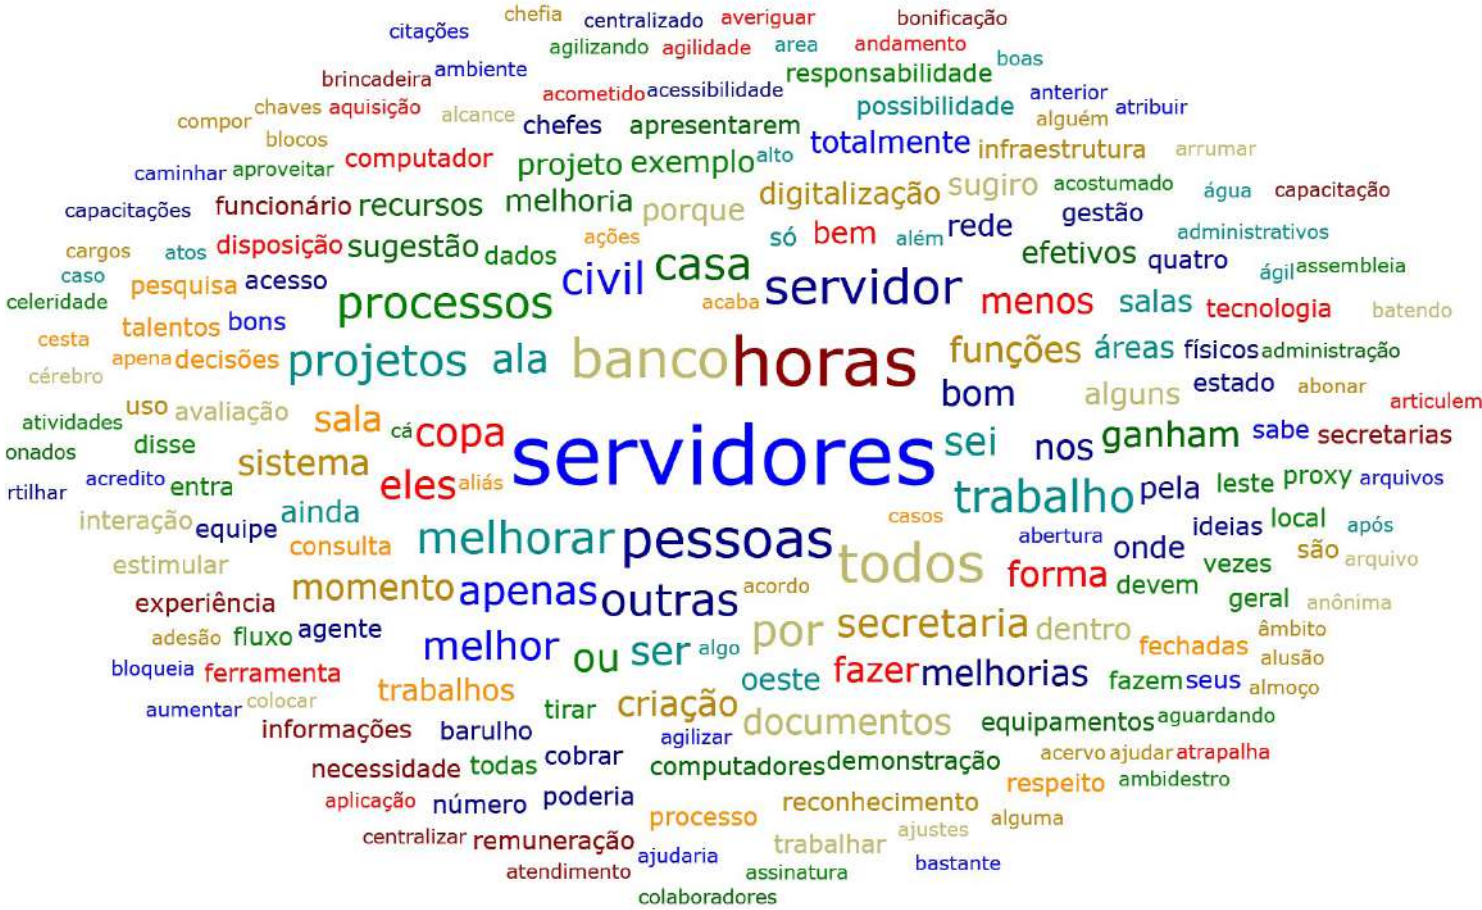 chefia centralizado averiguar bonificação
citações agilizando agilidade area andamento boas
brincadeira ambiente responsabilidade
chaves aquisição alcance acometido acessibilidade possibilidade anterior atribuir
compor blocos chefes apresentarem totalmente alguém
caminhar aproveitar computador projeto exemplo alto infraestrutura arrumar
capacitações funcionário recursos melhoria porque digitalização sugiro acostumado água capacitação
cargos atos disposição sugestão dados ações só bem além rede gestão administrativos
caso pesquisa acesso civil casa servidor efetivos quatro ágil assembleia
celeridade talentos bons processos acaba menos salas tecnologia batendo
cesta apena decisões projetos ala banco horas funções áreas físicos administração
cérebro uso avaliação sala bom alguns estado abonar articulem
atividades disse cá copa servidores sei nos ganham sabe secretarias
onados sistema eles aliás
rtilhar acredito entra trabalho pela leste proxy arquivos
interação equipe ainda melhorar pessoas casos abertura onde ideias local após
estimular consulta todos forma devem vezes são arquivo
experiência momento apenas outras acordo geral anônima
adesão fluxo agente melhor ou ser algo por secretaria dentro fechadas âmbito
bloqueia ferramenta trabalhos oeste fazer melhorias fazem seus alusão almoço
aumentar colocar tirar criação documentos equipamentos aguardando
informações barulho agilizar acervo ajudar atrapalha
necessidade todas cobrar computadores demonstração respeito ambidestro
aplicação número poderia processo reconhecimento alguma
centralizar remuneração ajudaria trabalhar ajustes
atendimento assinatura bastante
colaboradores